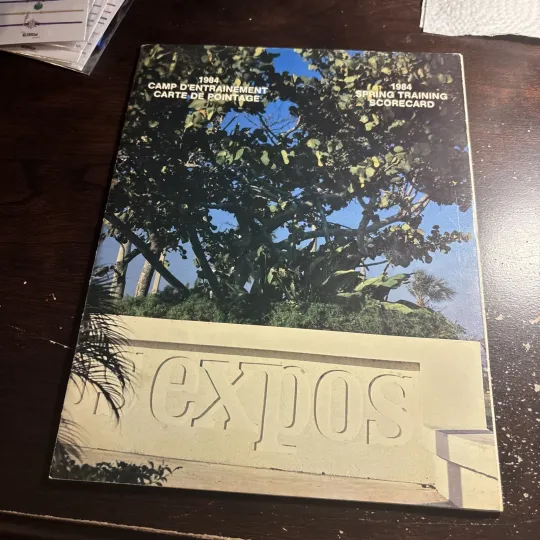 1984
CAMP D'ENTRAINEMENT
CARTE DE POINTAGE
1984
SPRING TRAINING
SCORECARD
expos